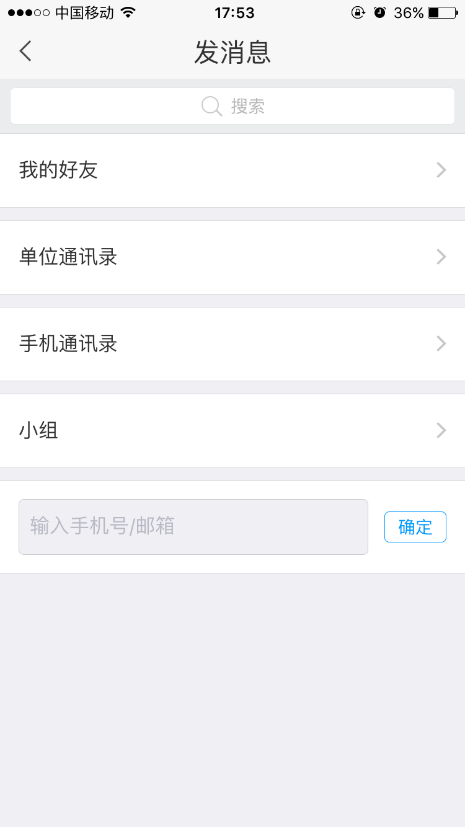 中国移动 17:53 36%
发消息
搜索
我的好友
单位通讯录
手机通讯录
小组
输入手机号/邮箱 确定